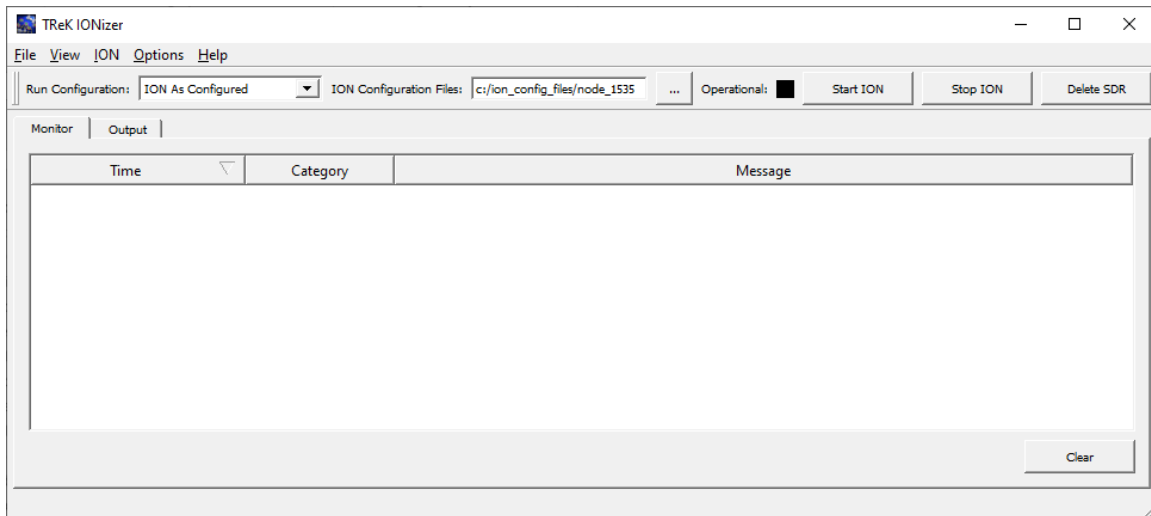 TReK IONizer
File View ION Options Help
Run Configuration: ION As Configured ION Configuration Files: c:/ion_config_files/node_1535 ... Operational: Start ION Stop ION Delete SDR
Monitor Output
Time Category Message
Clear